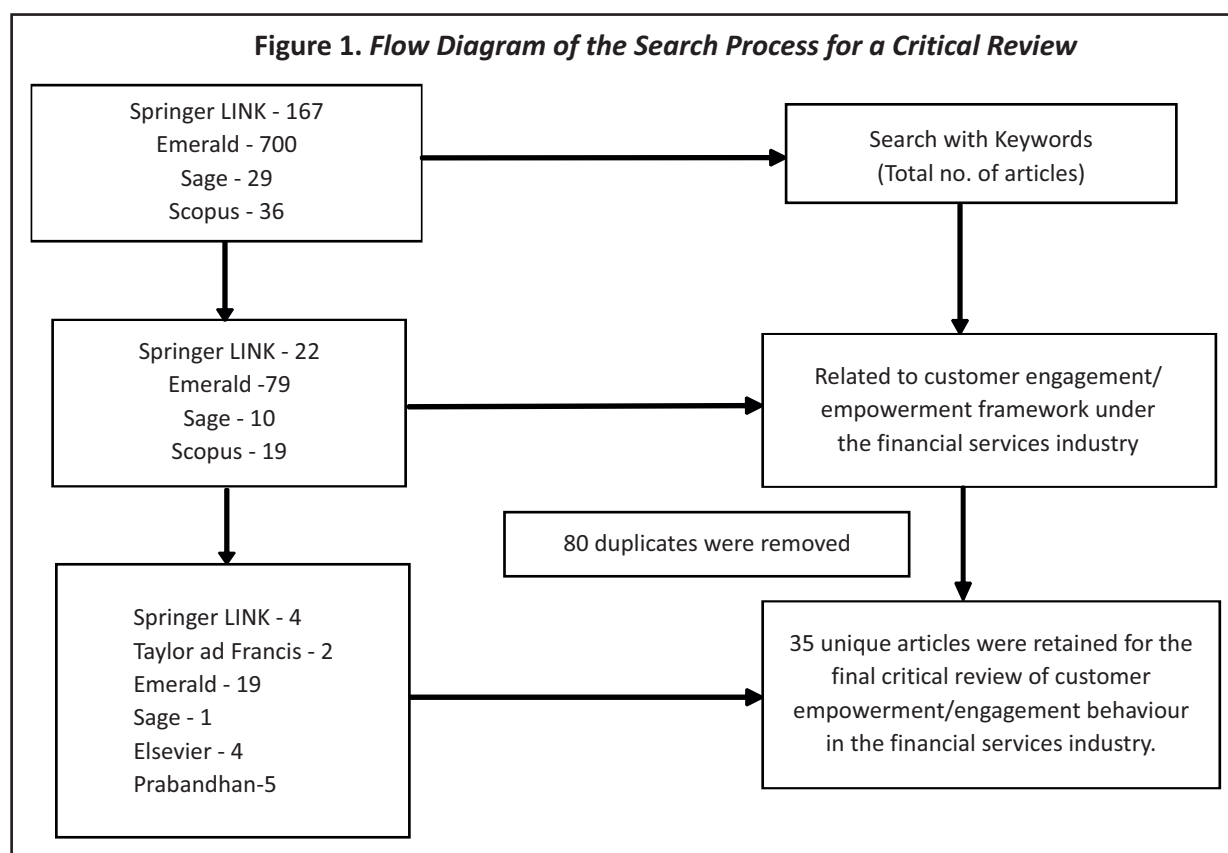 Figure 1. Flow Diagram of the Search Process for a Critical Review
Springer LINK - 167
Emerald - 700
Sage - 29
Scopus - 36
Search with Keywords
(Total no. of articles)
Springer LINK - 22
Emerald -79
Sage - 10
Scopus - 19
Related to customer engagement/
empowerment framework under
the financial services industry
80 duplicates were removed
Springer LINK - 4
Taylor ad Francis - 2
Emerald - 19
Sage - 1
Elsevier - 4
Prabandhan-5
35 unique articles were retained for the
final critical review of customer
empowerment/engagement behaviour
in the financial services industry.